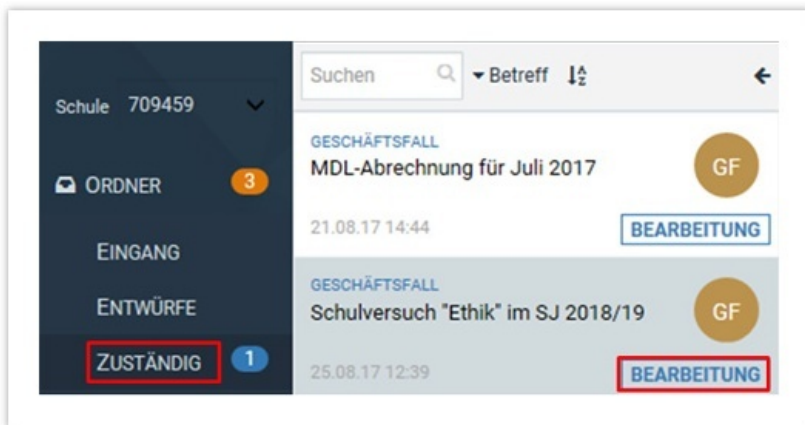 Schule 709459
ORDNER 3
EINGANG
ENTWÜRFE
ZUSTÄNDIG 1
Suchen Betreff
GESCHÄFTSFALL
MDL-Abrechnung für Juli 2017
GF
21.08.17 14:44 BEARBEITUNG
GESCHÄFTSFALL
Schulversuch "Ethik" im SJ 2018/19
GF
25.08.17 12:39 BEARBEITUNG